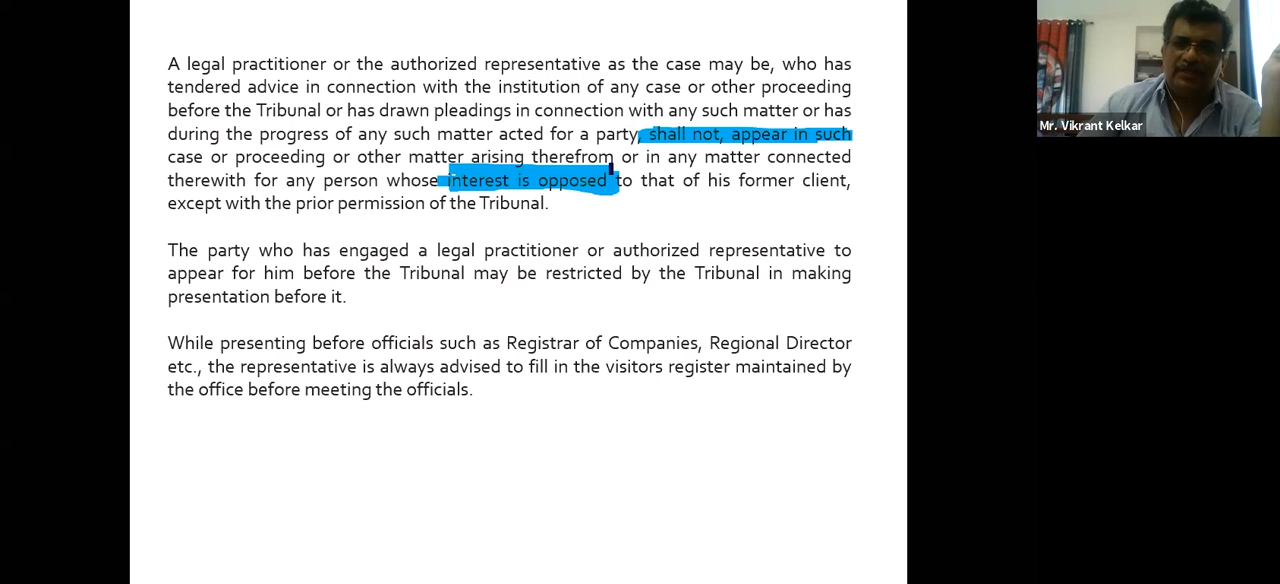 A legal practitioner or the authorized representative as the case may be, who has
tendered advice in connection with the institution of any case or other proceeding
before the Tribunal or has drawn pleadings in connection with any such matter or has
during the progress of any such matter acted for a party, shall not, appear in such
case or proceeding or other matter arising therefrom or in any matter connected
therewith for any person whose interest is opposed to that of his former client,
except with the prior permission of the Tribunal.
The party who has engaged a legal practitioner or authorized representative to
appear for him before the Tribunal may be restricted by the Tribunal in making
presentation before it.
While presenting before officials such as Registrar of Companies, Regional Director
etc., the representative is always advised to fill in the visitors register maintained by
the office before meeting the officials.
Mr. Vikrant Kelkar